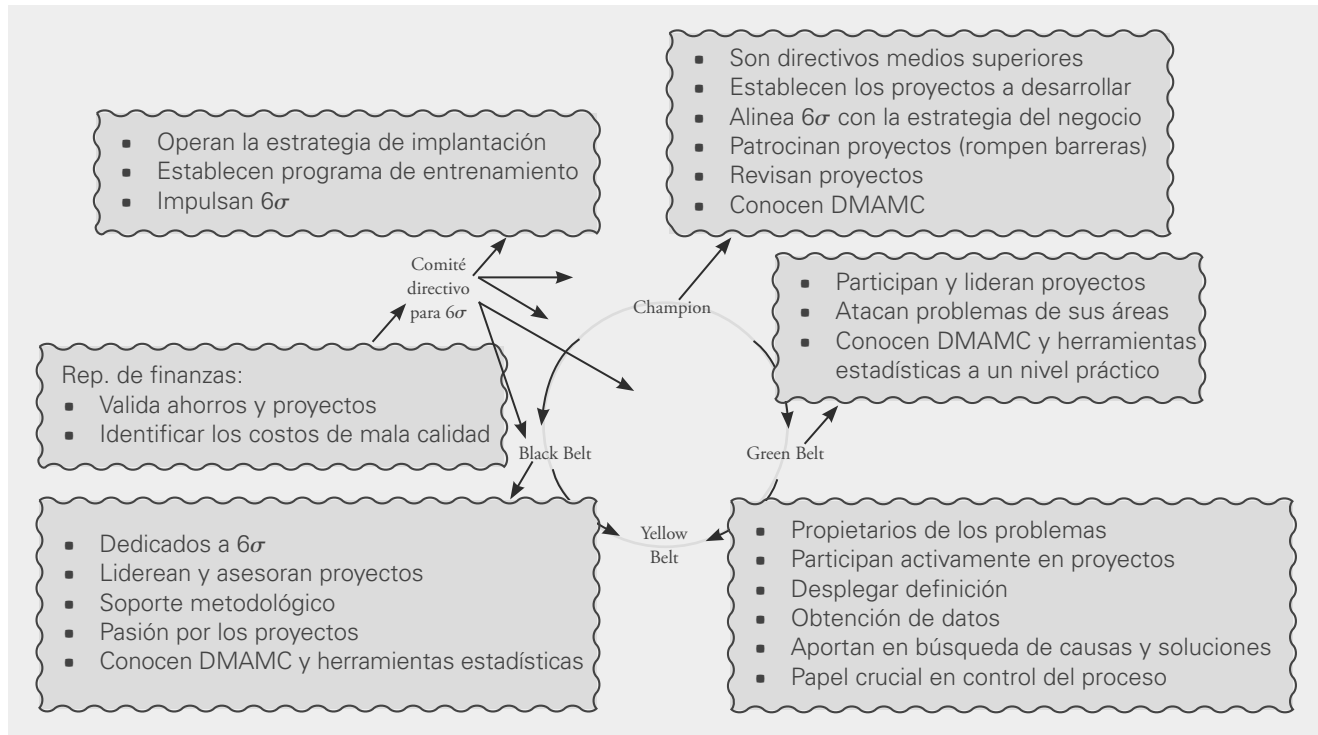 ▪ Son directivos medios superiores
▪ Establecen los proyectos a desarrollar
▪ Alinea 6σ con la estrategia del negocio
▪ Patrocinan proyectos (rompen barreras)
▪ Revisan proyectos
▪ Conocen DMAMC
▪ Operan la estrategia de implantación
▪ Establecen programa de entrenamiento
▪ Impulsan 6σ
Comité
directivo
para 6σ
Champion
▪ Participan y lideran proyectos
▪ Atacan problemas de sus áreas
▪ Conocen DMAMC y herramientas
estadísticas a un nivel práctico
Rep. de finanzas:
▪ Valida ahorros y proyectos
▪ Identificar los costos de mala calidad
Black Belt
Green Belt
Yellow
Belt
▪ Dedicados a 6σ
▪ Liderean y asesoran proyectos
▪ Soporte metodológico
▪ Pasión por los proyectos
▪ Conocen DMAMC y herramientas estadísticas
▪ Propietarios de los problemas
▪ Participan activamente en proyectos
▪ Desplegar definición
▪ Obtención de datos
▪ Aportan en búsqueda de causas y soluciones
▪ Papel crucial en control del proceso